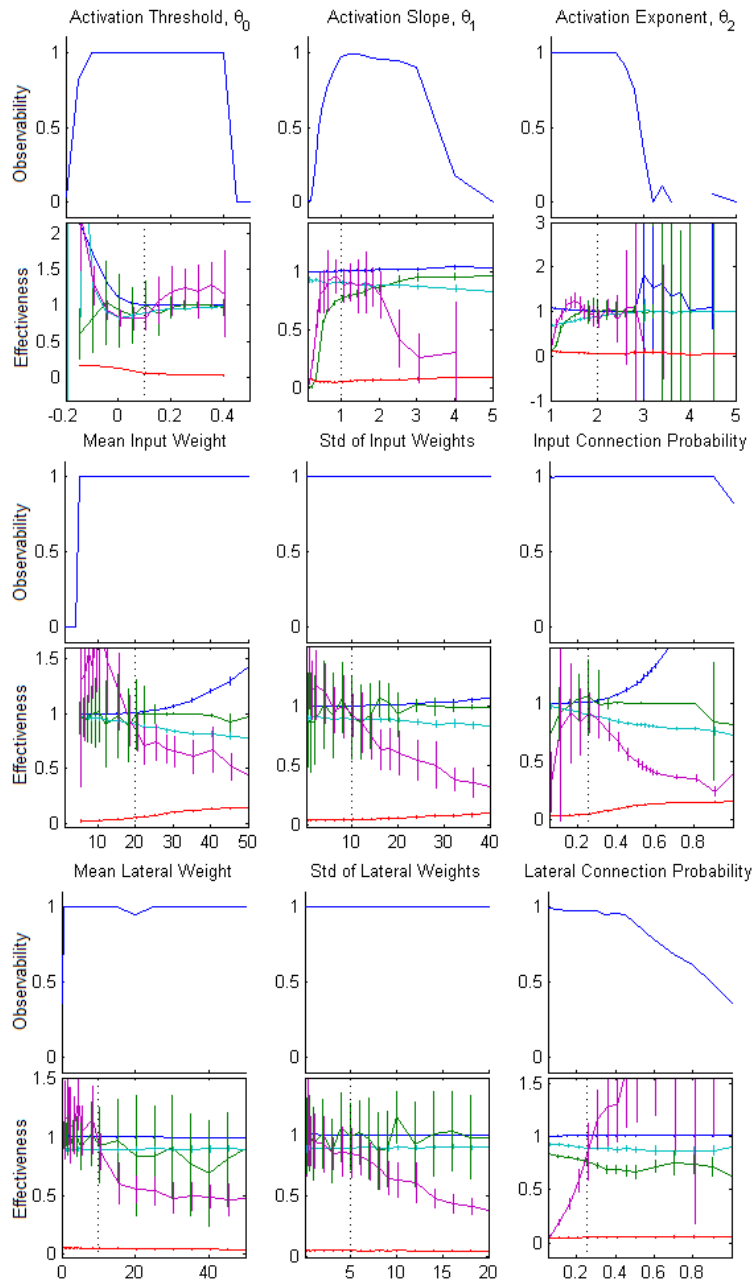 Activation Threshold, θ0
Activation Slope, θ1
Activation Exponent, θ2
Observability
1
0.5
0
1
0.5
0
1
0.5
0
Effectiveness
2
1.5
1
0.5
0
-0.2 0 0.2 0.4
1
0.5
0
1 2 3 4 5
3
2
1
0
-1
1 2 3 4 5
Mean Input Weight
Std of Input Weights
Input Connection Probability
Observability
1
0.5
0
1
0.5
0
1
0.5
0
Effectiveness
1.5
1
0.5
0
10 20 30 40 50
1
0.5
0
10 20 30 40
1.5
1
0.5
0
0.2 0.4 0.6 0.8
Mean Lateral Weight
Std of Lateral Weights
Lateral Connection Probability
Observability
1
0.5
0
1
0.5
0
1
0.5
0
Effectiveness
1.5
1
0.5
0
0 20 40
1.5
1
0.5
0
5 10 15 20
1.5
1
0.5
0
0.2 0.4 0.6 0.8